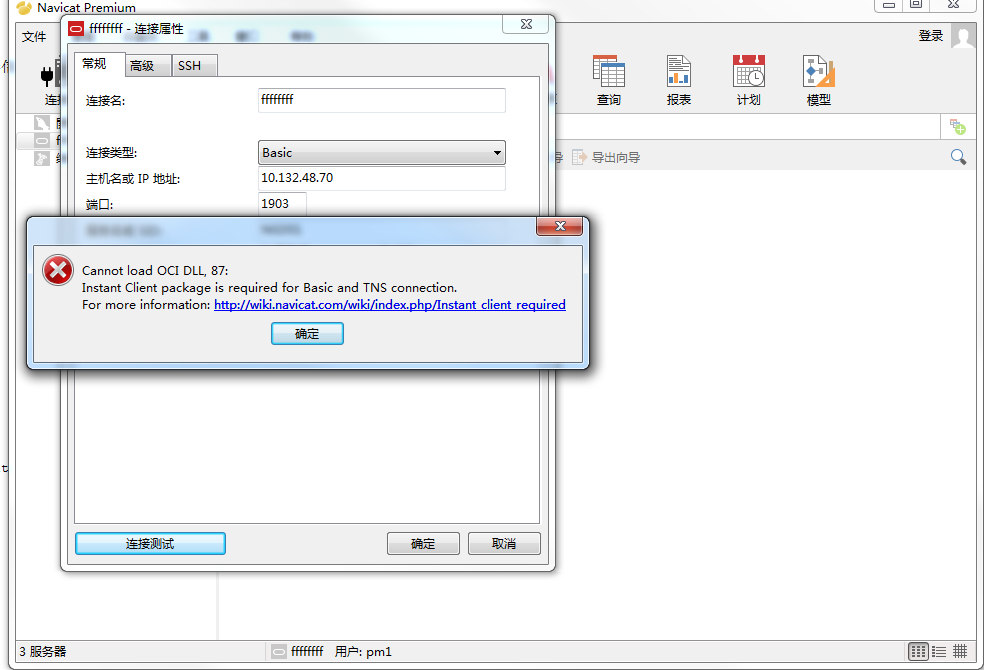 Navicat Premium
文件
登录
ffffffff - 连接属性
常规
高级
SSH
连接名:
ffffffff
连接类型:
Basic
主机名或 IP 地址:
10.132.48.70
端口:
1903
查询
报表
计划
模型
导出向导
Cannot load OCI DLL, 87:
Instant Client package is required for Basic and TNS connection.
For more information: http://wiki.navicat.com/wiki/index.php/Instant_client_required
确定
连接测试
确定
取消
3 服务器
ffffffff
用户: pm1